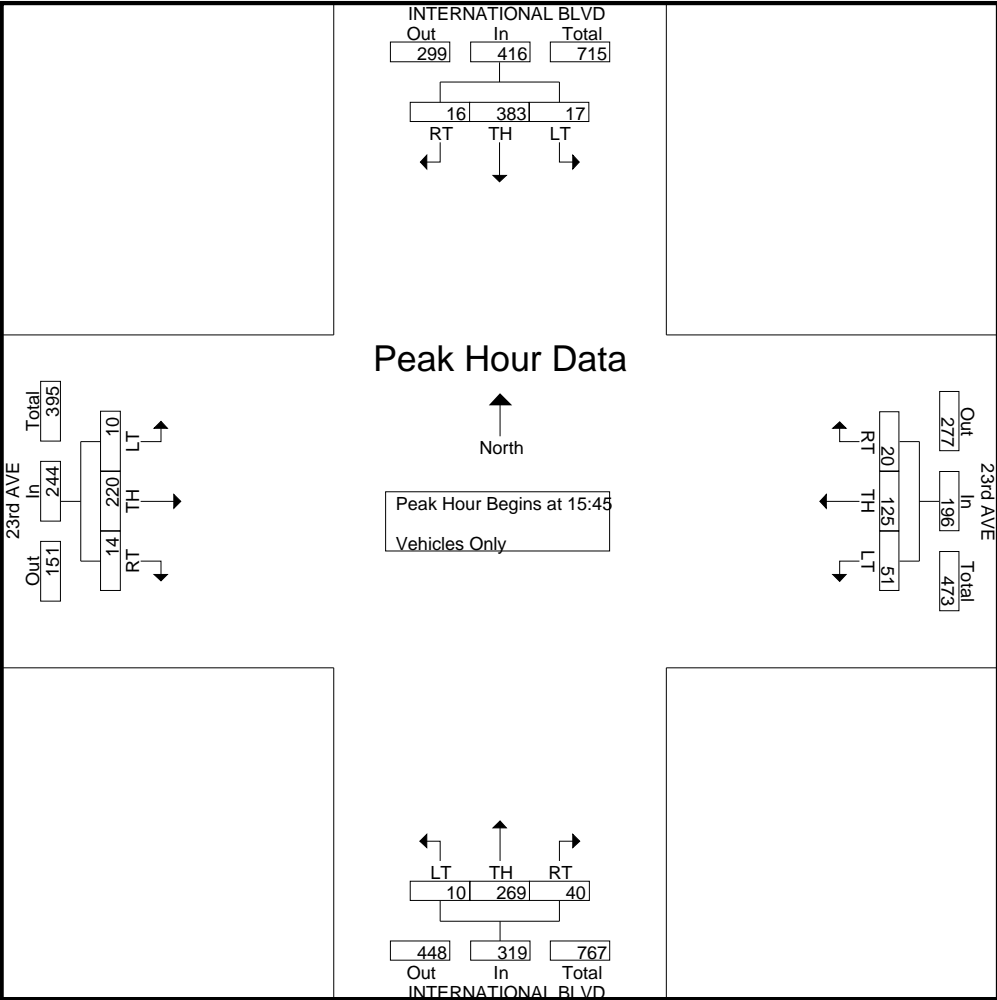 INTERNATIONAL BLVD
Out In Total
299 416 715
16 383 17
RT TH LT
Peak Hour Data
North
Peak Hour Begins at 15:45
Vehicles Only
23rd AVE
Out In Total
151 244 395
14 220 10
RT TH LT
23rd AVE
Out In Total
277 196 473
20 125 51
RT TH LT
LT TH RT
10 269 40
448 319 767
Out In Total
INTERNATIONAL BLVD